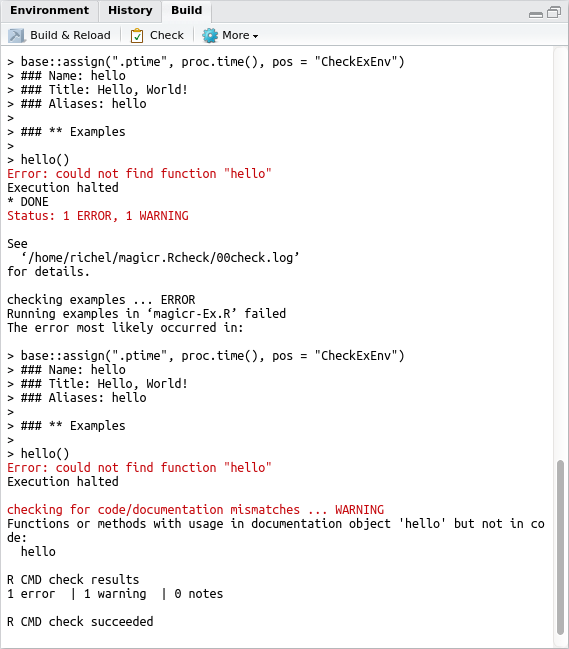 Environment History Build
Build & Reload Check More
> base::assign(".ptime", proc.time(), pos = "CheckExEnv")
> ### Name: hello
> ### Title: Hello, World!
> ### Aliases: hello
>
> ### ** Examples
>
> hello()
Error: could not find function "hello"
Execution halted
* DONE
Status: 1 ERROR, 1 WARNING

See
  ‘/home/richel/magicr.Rcheck/00check.log’
for details.

checking examples ... ERROR
Running examples in ‘magicr-Ex.R’ failed
The error most likely occurred in:

> base::assign(".ptime", proc.time(), pos = "CheckExEnv")
> ### Name: hello
> ### Title: Hello, World!
> ### Aliases: hello
>
> ### ** Examples
>
> hello()
Error: could not find function "hello"
Execution halted

checking for code/documentation mismatches ... WARNING
Functions or methods with usage in documentation object 'hello' but not in co
de:
  hello

R CMD check results
1 error  | 1 warning  | 0 notes

R CMD check succeeded